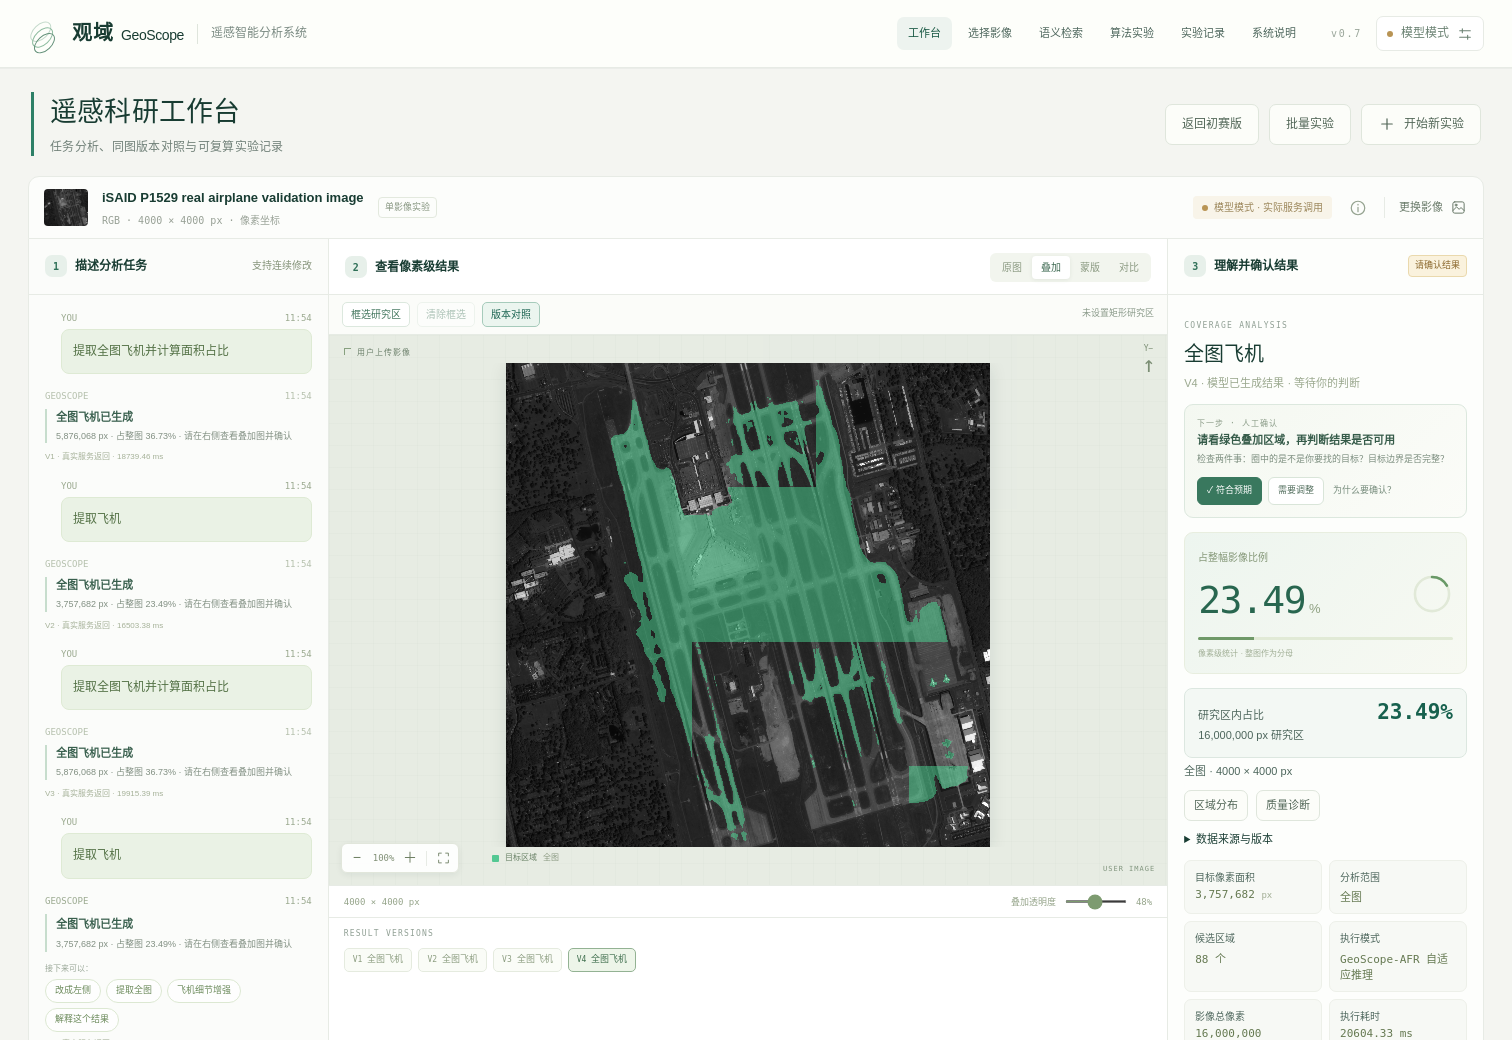 观域 GeoScope 遥感智能分析系统
工作台 选择影像 语义检索 算法实验 实验记录 系统说明 v0.7 模型模式
遥感科研工作台
任务分析、同图版本对照与可复算实验记录
返回初赛版 批量实验 开始新实验
iSAID P1529 real airplane validation image
RGB · 4000 × 4000 px · 像素坐标
单影像实验
模型模式 · 实际服务调用
更换影像
1 描述分析任务 支持连续修改
YOU 11:54
提取全图飞机并计算面积占比
GEOSCOPE 11:54
全图飞机已生成
5,876,068 px · 占整图 36.73% · 请在右侧查看叠加图并确认
V1 · 真实服务返回 · 18739.46 ms
YOU 11:54
提取飞机
GEOSCOPE 11:54
全图飞机已生成
3,757,682 px · 占整图 23.49% · 请在右侧查看叠加图并确认
V2 · 真实服务返回 · 16503.38 ms
YOU 11:54
提取全图飞机并计算面积占比
GEOSCOPE 11:54
全图飞机已生成
5,876,068 px · 占整图 36.73% · 请在右侧查看叠加图并确认
V3 · 真实服务返回 · 19915.39 ms
YOU 11:54
提取飞机
GEOSCOPE 11:54
全图飞机已生成
3,757,682 px · 占整图 23.49% · 请在右侧查看叠加图并确认
接下来可以：
改成左侧 提取全图 飞机细节增强
解释这个结果
2 查看像素级结果
原图 叠加 蒙版 对比
框选研究区 清除框选 版本对照
未设置矩形研究区
用户上传影像
Y−
↑
− 100% +
目标区域 全图
USER IMAGE
4000 × 4000 px
叠加透明度 48%
RESULT VERSIONS
V1 全图飞机 V2 全图飞机 V3 全图飞机 V4 全图飞机
3 理解并确认结果 请确认结果
COVERAGE ANALYSIS
全图飞机
V4 · 模型已生成结果 · 等待你的判断
下一步 · 人工确认
请看绿色叠加区域，再判断结果是否可用
检查两件事：圈中的是不是你要找的目标？目标边界是否完整？
✓ 符合预期 需要调整 为什么要确认？
占整幅影像比例
23.49 %
像素级统计 · 整图作为分母
研究区内占比 23.49%
16,000,000 px 研究区
全图 · 4000 × 4000 px
区域分布 质量诊断
▶ 数据来源与版本
目标像素面积
3,757,682 px
分析范围
全图
候选区域
88 个
执行模式
GeoScope-AFR 自适
应推理
影像总像素
16,000,000
执行耗时
20604.33 ms